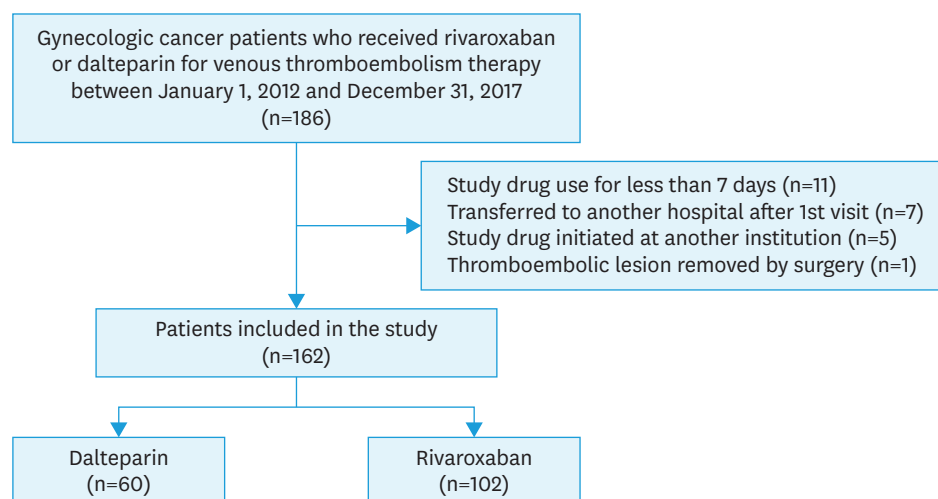 Gynecologic cancer patients who received rivaroxaban
or dalteparin for venous thromboembolism therapy
between January 1, 2012 and December 31, 2017
(n=186)
Study drug use for less than 7 days (n=11)
Transferred to another hospital after 1st visit (n=7)
Study drug initiated at another institution (n=5)
Thromboembolic lesion removed by surgery (n=1)
Patients included in the study
(n=162)
Dalteparin
(n=60)
Rivaroxaban
(n=102)